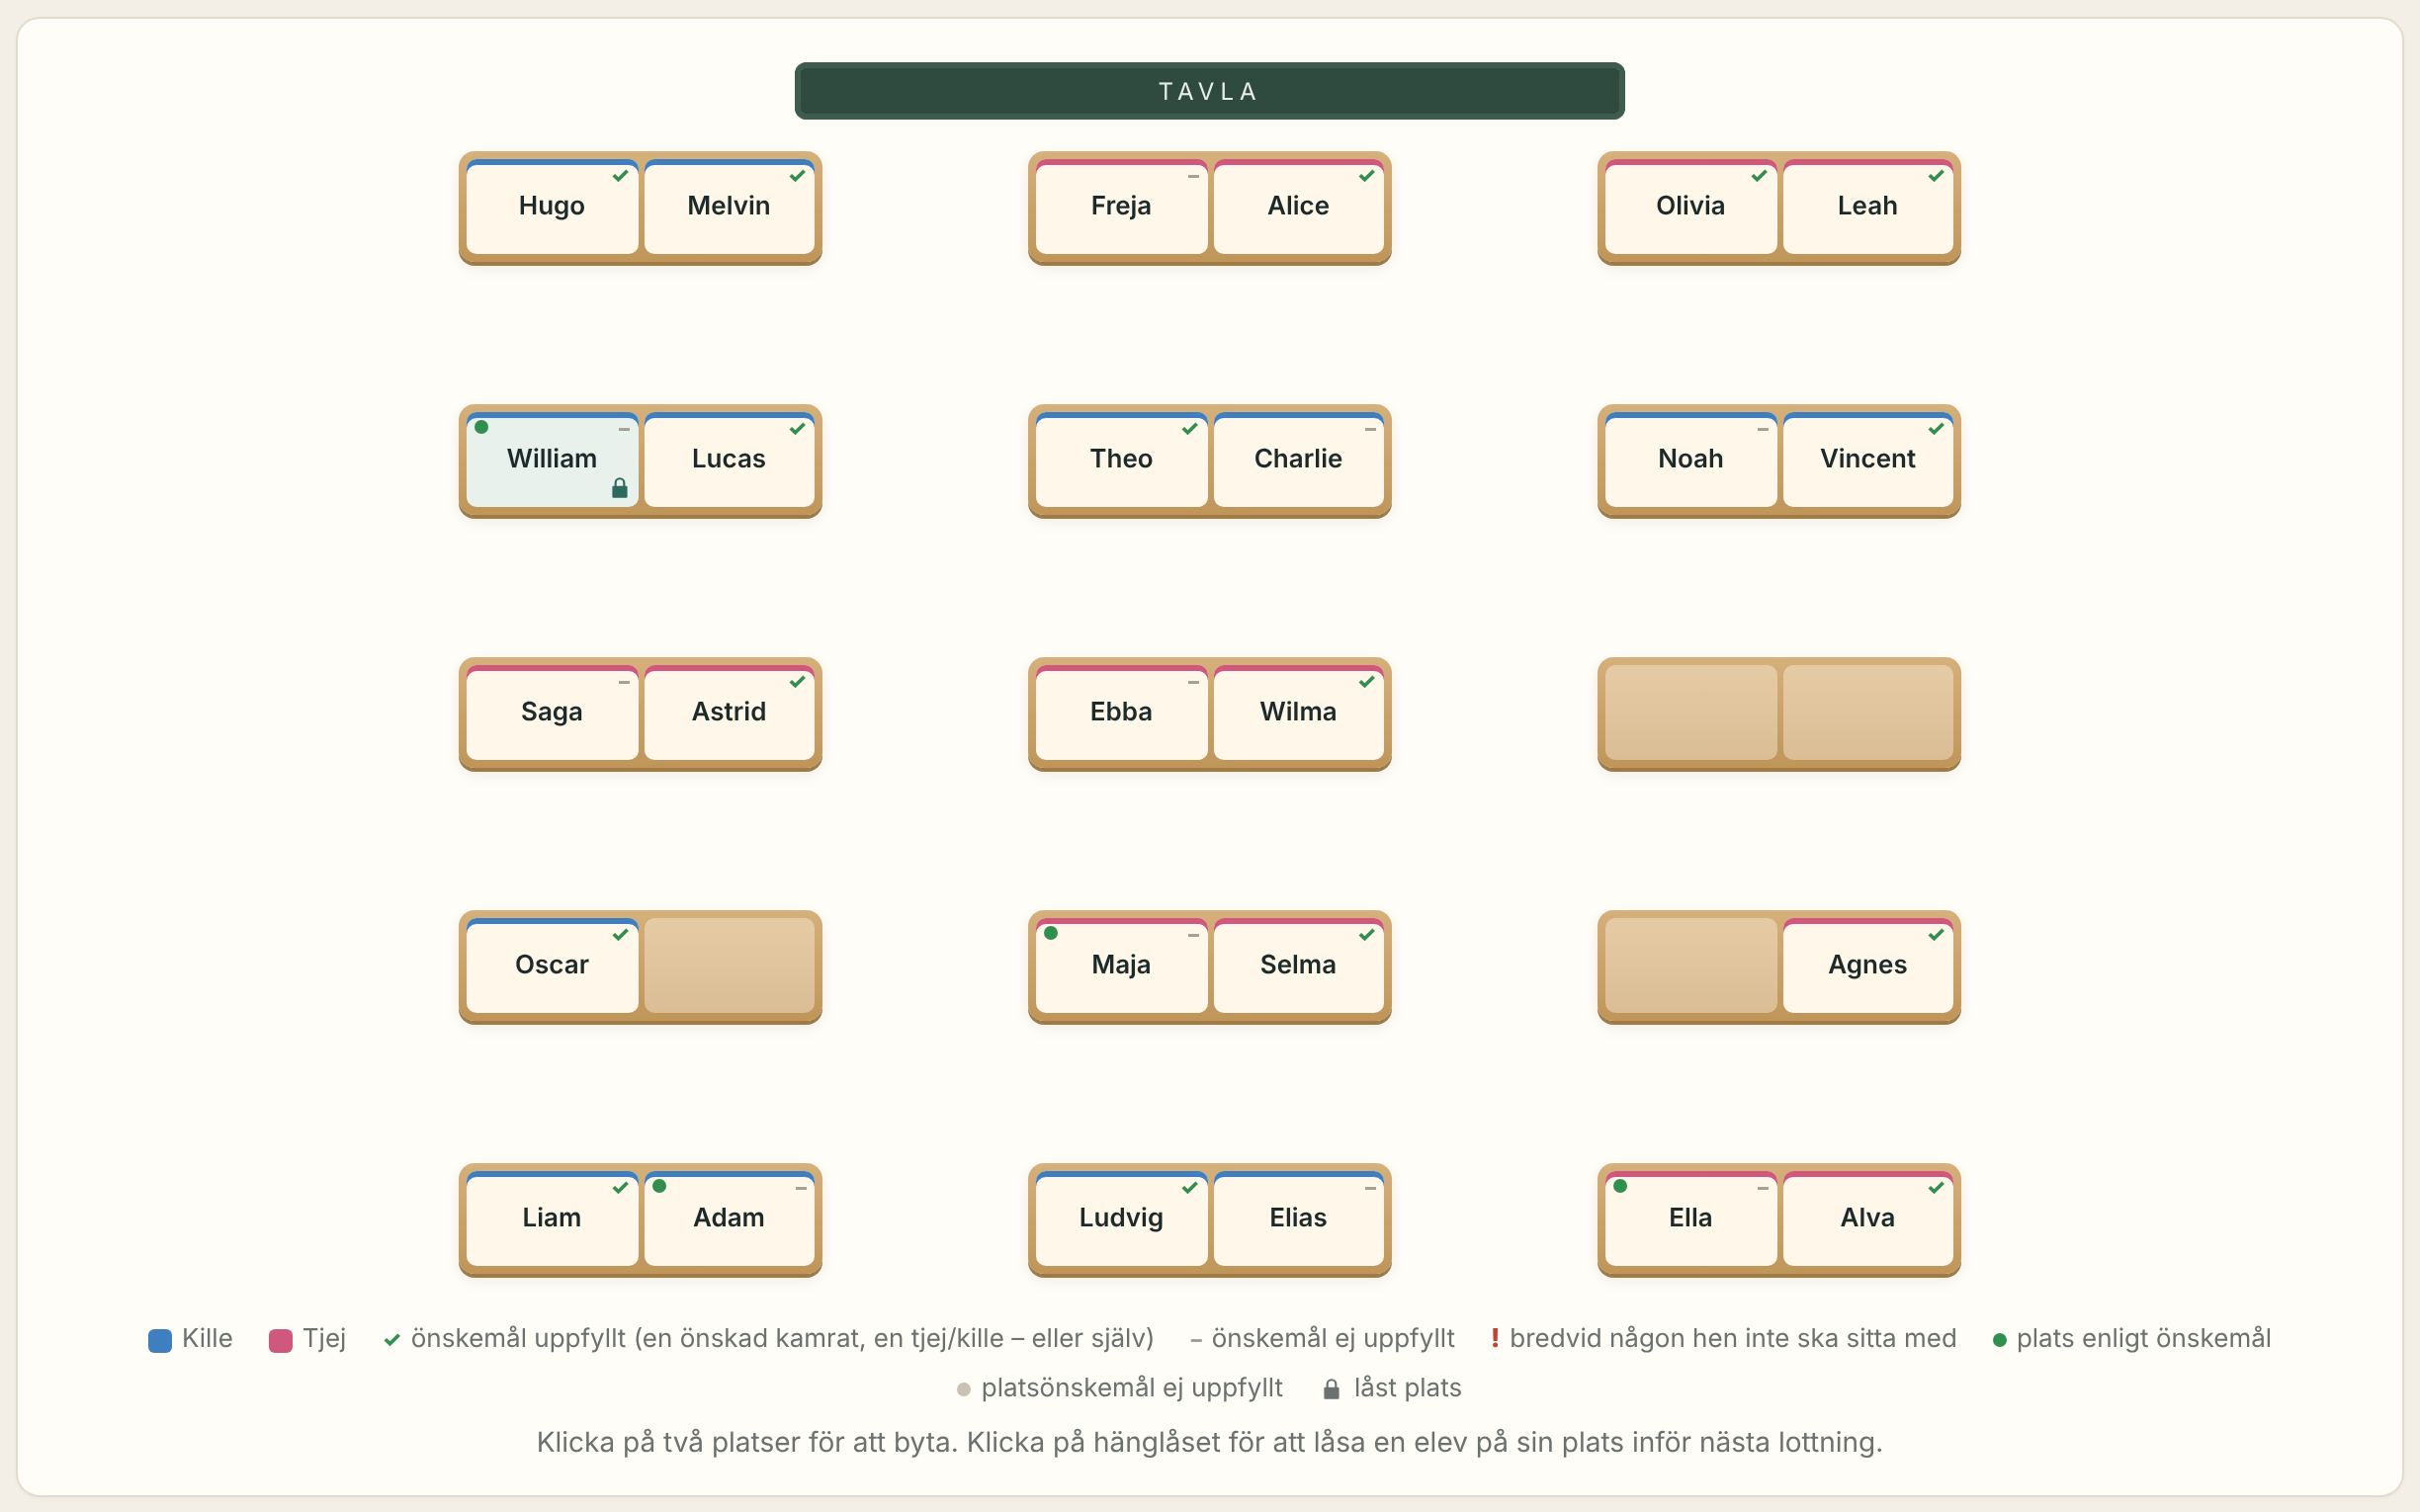 TAVLA
Hugo Melvin Freja Alice Olivia Leah
William Lucas Theo Charlie Noah Vincent
Saga Astrid Ebba Wilma
Oscar Maja Selma Agnes
Liam Adam Ludvig Elias Ella Alva
Kille Tjej önskemål uppfyllt (en önskad kamrat, en tjej/kille – eller själv) – önskemål ej uppfyllt ! bredvid någon hen inte ska sitta med plats enligt önskemål
platsönskemål ej uppfyllt låst plats
Klicka på två platser för att byta. Klicka på hänglåset för att låsa en elev på sin plats inför nästa lottning.